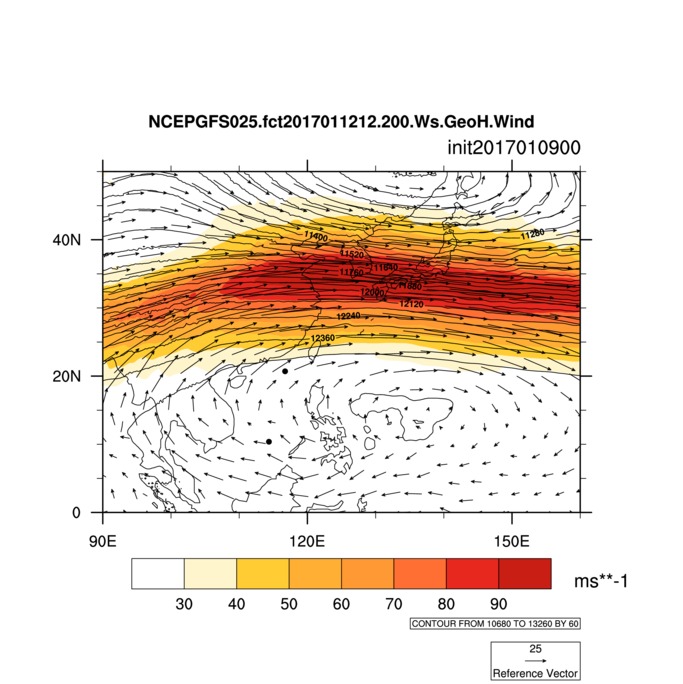 NCEPGFS025.fct2017011212.200.Ws.GeoH.Wind
init2017010900
40N
20N
0
11400
11280
11520
11760
11640
11880
12000
12120
12240
12360
90E
120E
150E
30 40 50 60 70 80 90
ms**-1
CONTOUR FROM 10680 TO 13260 BY 60
25
Reference Vector